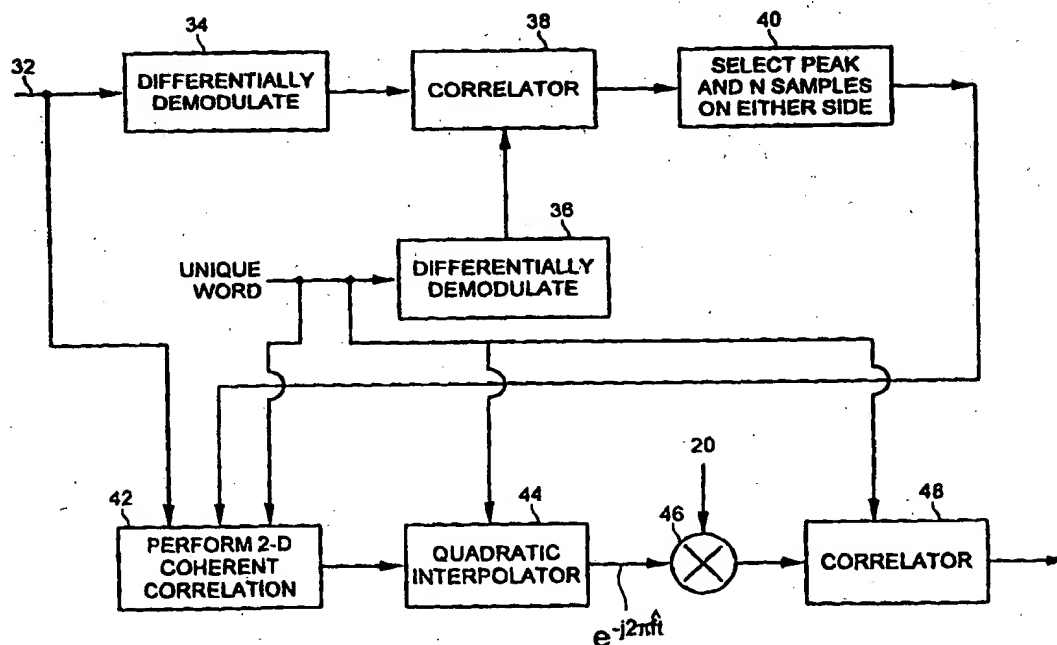 34
38
40
32
DIFFERENTIALLY
DEMODULATE
CORRELATOR
SELECT PEAK
AND N SAMPLES
ON EITHER SIDE
36
UNIQUE
WORD
DIFFERENTIALLY
DEMODULATE
42
44
20
46
48
PERFORM 2-D
COHERENT
CORRELATION
QUADRATIC
INTERPOLATOR
CORRELATOR
e^-j2πf̂t